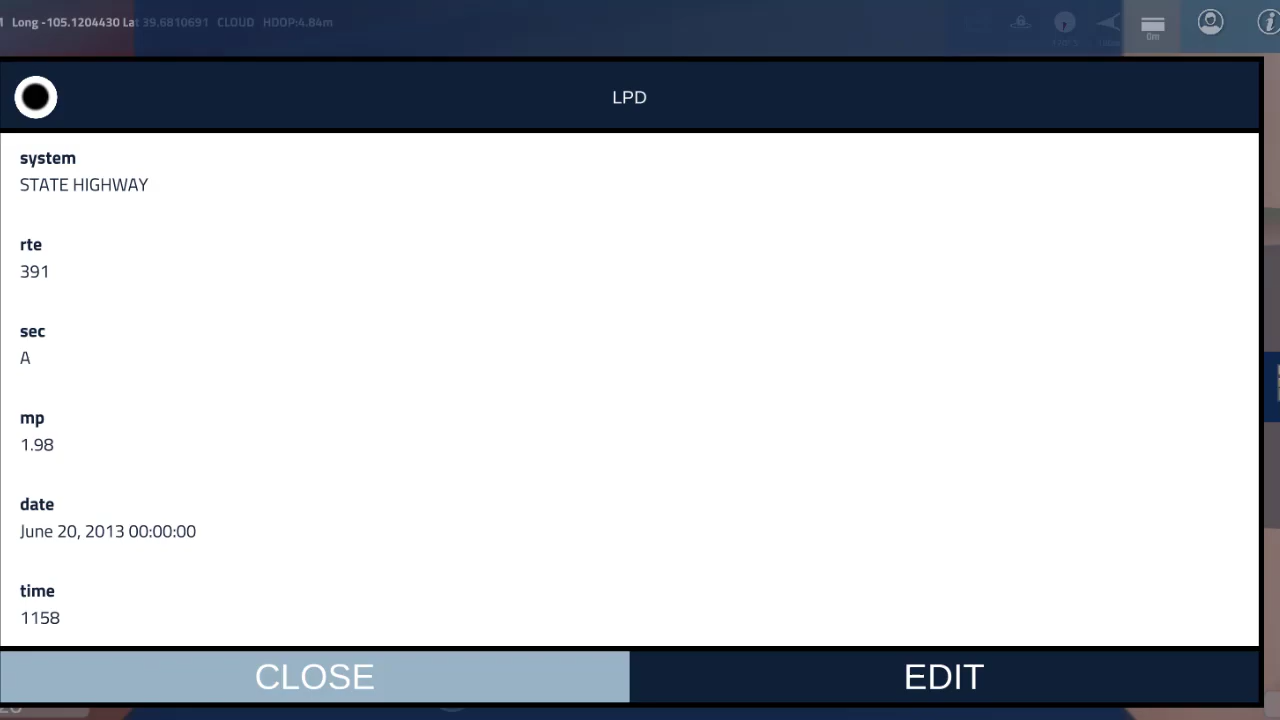 Long -105.1204430 Lat 39,6810691 CLOUD HDOP:4.84m
0m
LPD
system
STATE HIGHWAY
rte
391
sec
A
mp
1.98
date
June 20, 2013 00:00:00
time
1158
CLOSE EDIT